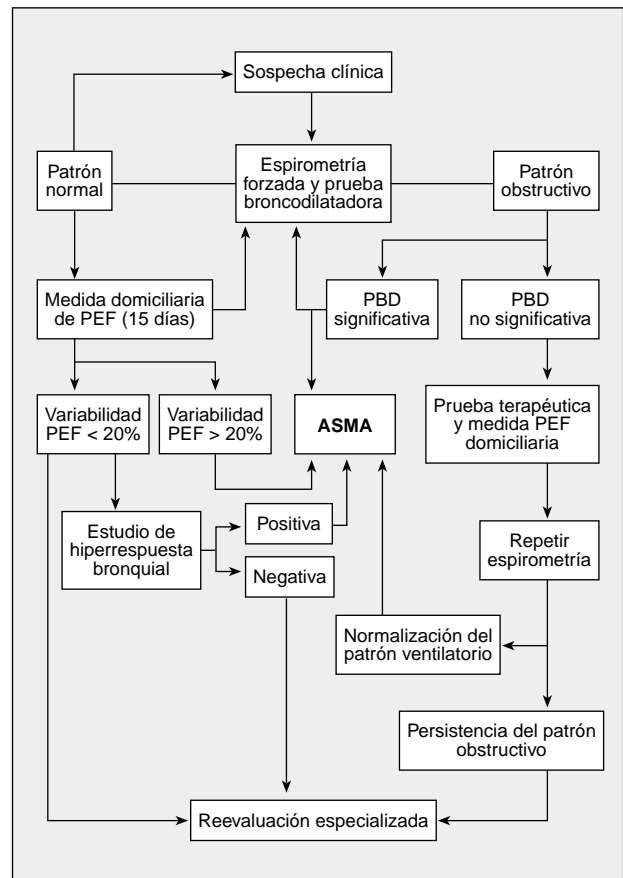 Sospecha clínica
Patrón
normal
Espirometría
forzada y prueba
broncodilatadora
Patrón
obstructivo
Medida domiciliaria
de PEF (15 días)
PBD
significativa
PBD
no significativa
Variabilidad
PEF < 20%
Variabilidad
PEF > 20%
ASMA
Prueba terapéutica
y medida PEF
domiciliaria
Estudio de
hiperrespuesta
bronquial
Positiva
Negativa
Repetir
espirometría
Normalización del
patrón ventilatorio
Persistencia del patrón
obstructivo
Reevaluación especializada